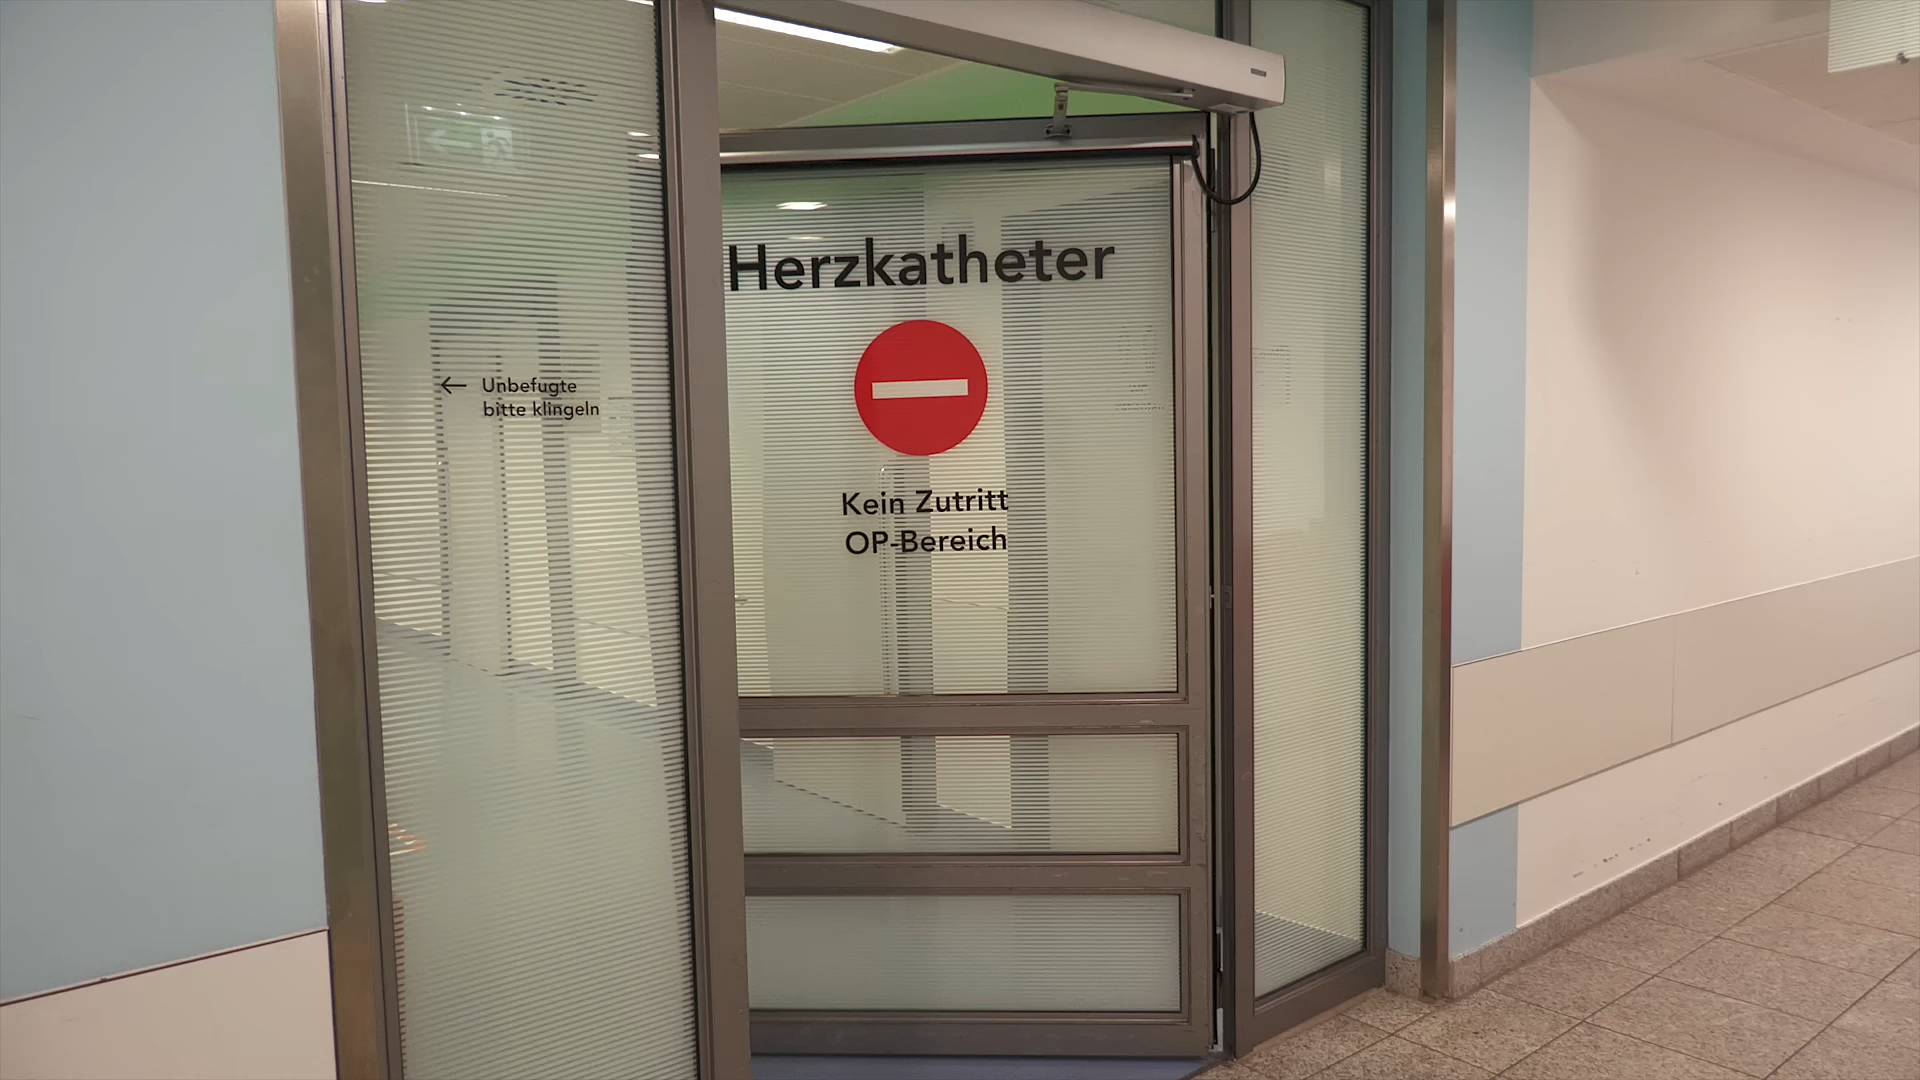 Herzkatheter
← Unbefugte
bitte klingeln
Kein Zutritt
OP-Bereich